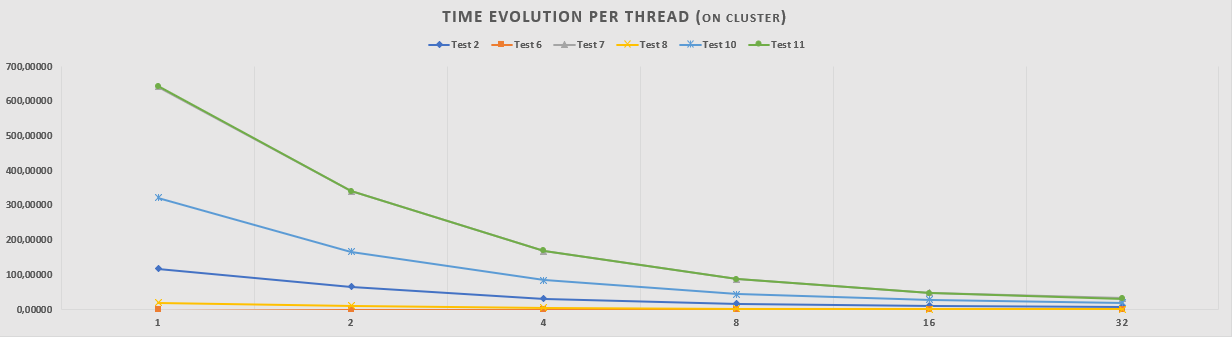 TIME EVOLUTION PER THREAD (ON CLUSTER)
Test 2 Test 6 Test 7 Test 8 Test 10 Test 11
700,00000
600,00000
500,00000
400,00000
300,00000
200,00000
100,00000
0,00000
1 2 4 8 16 32